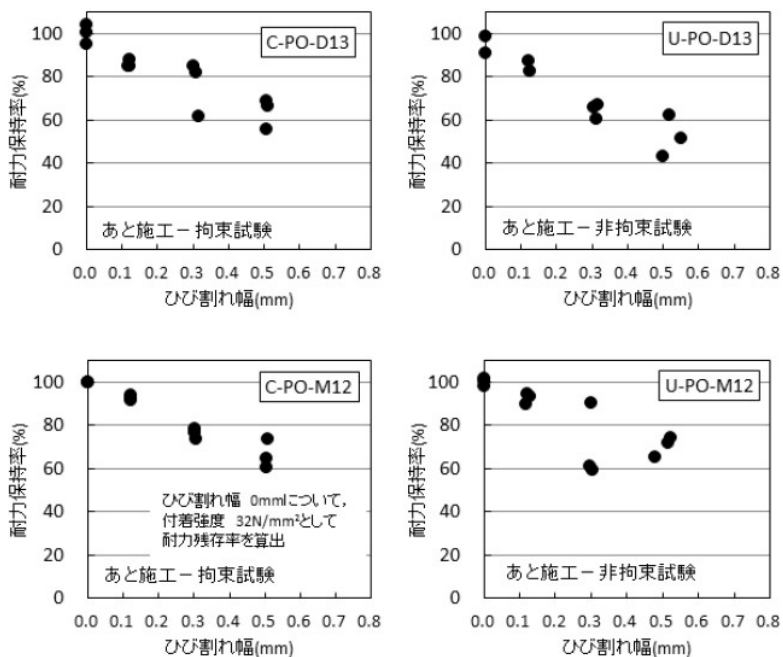 耐力保持率(%)
100
80
60
40
20
0
C-PO-D13
あと施工－拘束試験
0.0 0.1 0.2 0.3 0.4 0.5 0.6 0.7 0.8
ひび割れ幅(mm)
耐力保持率(%)
100
80
60
40
20
0
U-PO-D13
あと施工－非拘束試験
0.0 0.1 0.2 0.3 0.4 0.5 0.6 0.7 0.8
ひび割れ幅(mm)
耐力保持率(%)
100
80
60
40
20
0
C-PO-M12
ひび割れ幅 0mmについて,
付着強度 32N/mm²として
耐力残存率を算出
あと施工－拘束試験
0.0 0.1 0.2 0.3 0.4 0.5 0.6 0.7 0.8
ひび割れ幅(mm)
耐力保持率(%)
100
80
60
40
20
0
U-PO-M12
あと施工－非拘束試験
0.0 0.1 0.2 0.3 0.4 0.5 0.6 0.7 0.8
ひび割れ幅(mm)